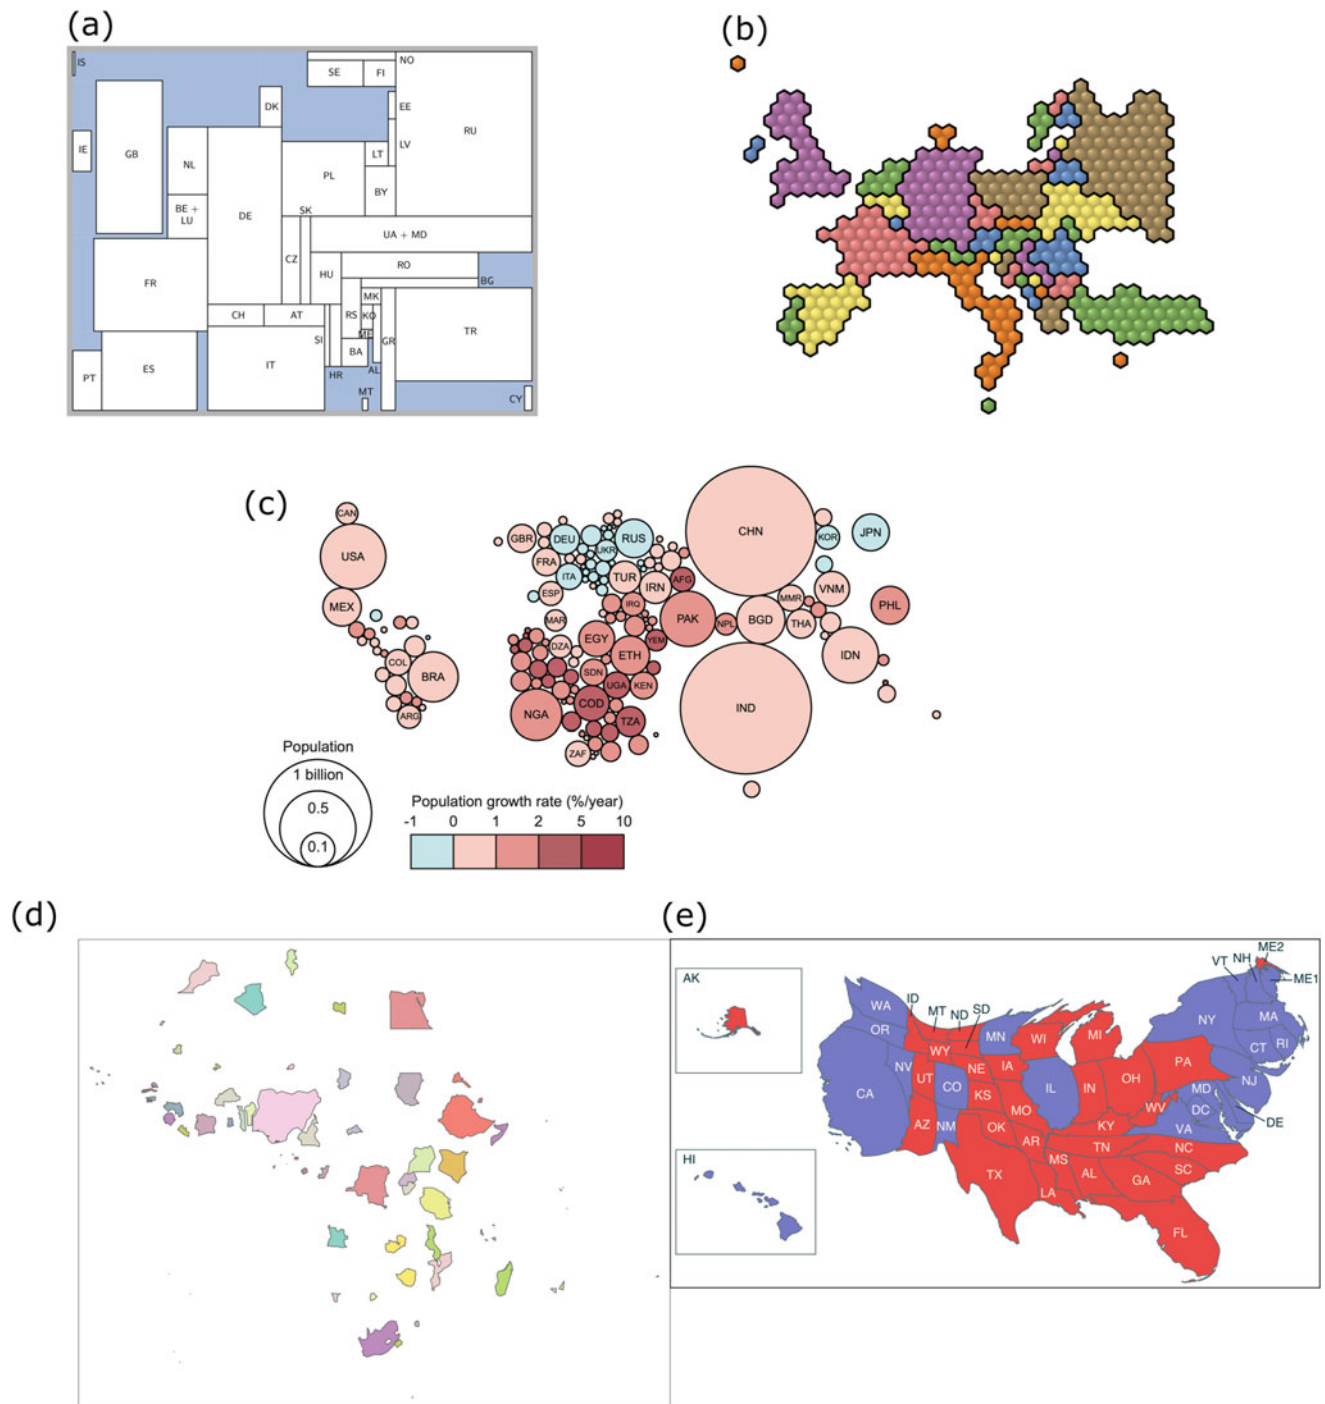 (a)
IS
SE
FI
NO
DK
EE
RU
IE
GB
NL
LT
LV
PL
BY
BE +
LU
DE
SK
UA + MD
CZ
HU
RO
FR
BG
MK
CH
AT
RS
KO
TR
SI
ME
GR
BA
PT
ES
IT
HR
AL
MT
CY
(b)
(c)
CAN
USA
MEX
COL
BRA
ARG
GBR
DEU
RUS
UKR
FRA
ITA
TUR
IRN
AFG
ESP
IRQ
MAR
PAK
NPL
DZA
EGY
YEM
ETH
SDN
UGA
KEN
COD
NGA
TZA
ZAF
CHN
KOR
JPN
VNM
MMR
PHL
BGD
THA
IDN
IND
Population
1 billion
0.5
0.1
Population growth rate (%/year)
-1 0 1 2 5 10
(d)
(e)
AK
HI
VT
NH
ME2
ME1
WA
ID
MT
ND
SD
OR
MN
WI
MI
NY
MA
CT
RI
WY
NV
UT
CO
NE
IA
IL
IN
OH
PA
NJ
CA
KS
MO
WV
MD
DC
DE
VA
AZ
NM
OK
KY
TN
NC
AR
MS
AL
SC
GA
TX
LA
FL